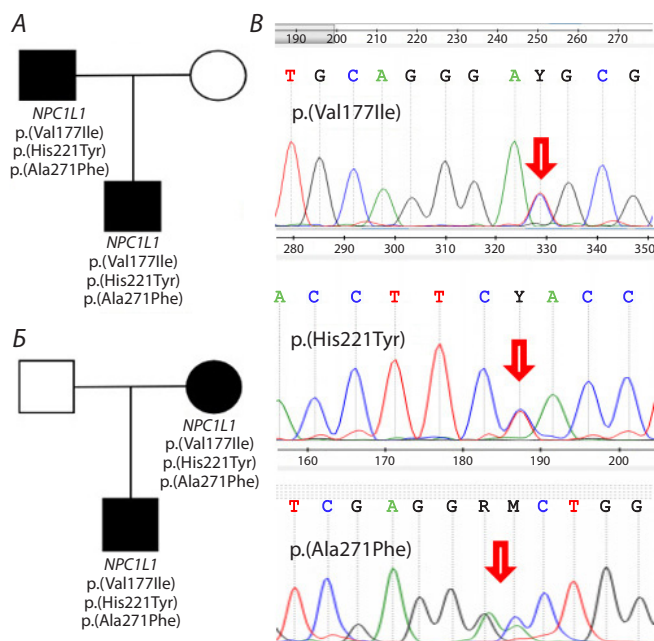 А
NPC1L1
p.(Val177Ile)
p.(His221Tyr)
p.(Ala271Phe)
NPC1L1
p.(Val177Ile)
p.(His221Tyr)
p.(Ala271Phe)
Б
NPC1L1
p.(Val177Ile)
p.(His221Tyr)
p.(Ala271Phe)
NPC1L1
p.(Val177Ile)
p.(His221Tyr)
p.(Ala271Phe)
В
190 200 210 220 230 240 250 260 270
T G C A G G G A Y G C G
p.(Val177Ile)
280 290 300 310 320 330 340 350
A C C T T C Y A C C
p.(His221Tyr)
160 170 180 190 200
T C G A G G R M C T G G
p.(Ala271Phe)